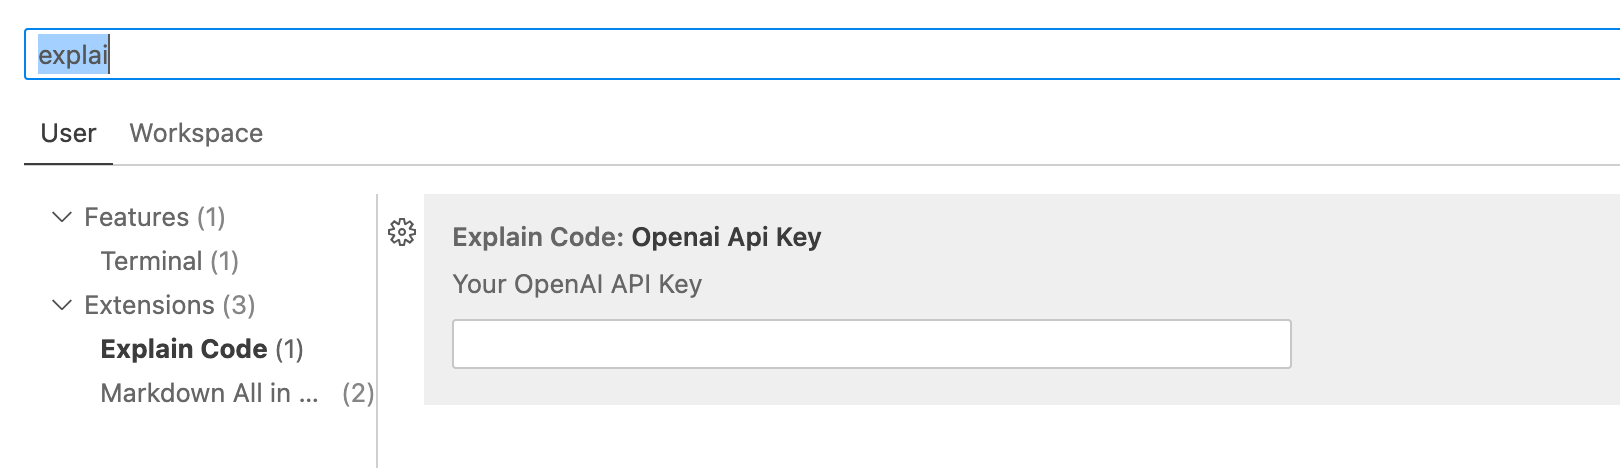 explai
User Workspace
Features (1)
Terminal (1)
Extensions (3)
Explain Code (1)
Markdown All in ... (2)
Explain Code: Openai Api Key
Your OpenAI API Key